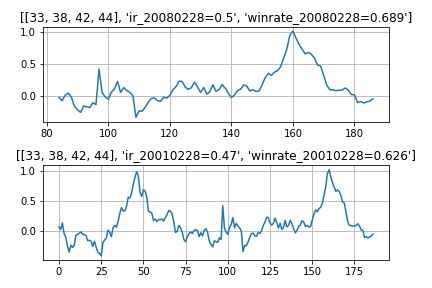 [[33, 38, 42, 44], 'ir_20080228=0.5', 'winrate_20080228=0.689']
1.0
0.5
0.0
80 100 120 140 160 180
[[33, 38, 42, 44], 'ir_20010228=0.47', 'winrate_20010228=0.626']
1.0
0.5
0.0
0 25 50 75 100 125 150 175